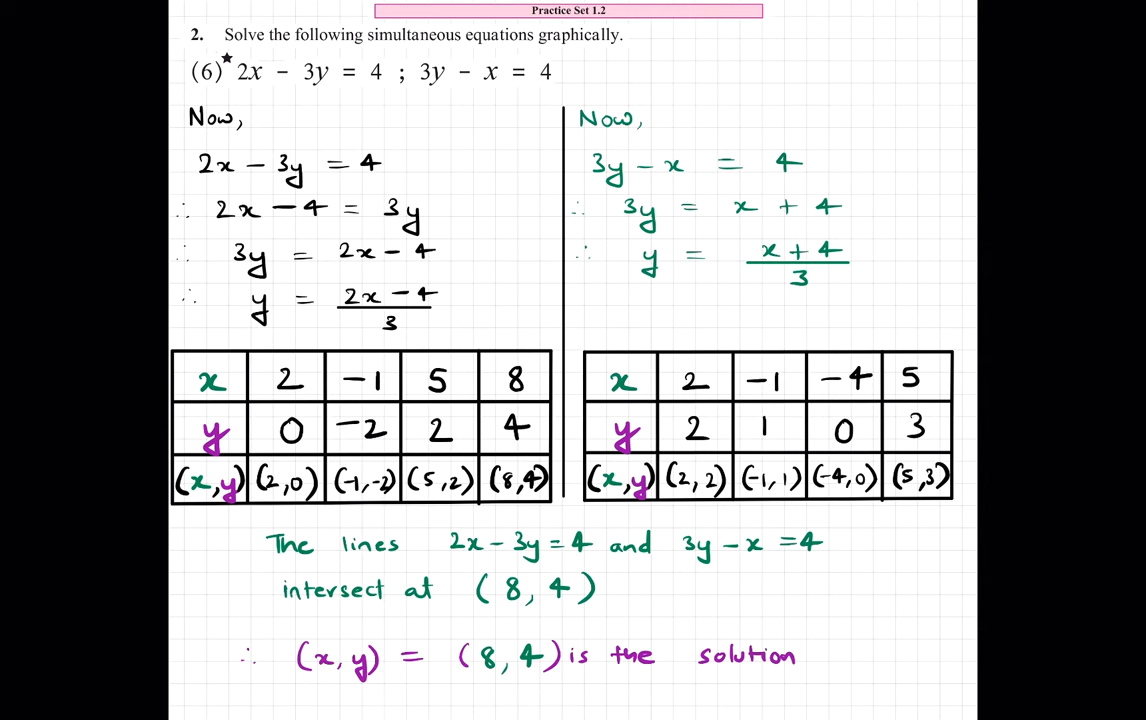 Practice Set 1.2
2. Solve the following simultaneous equations graphically.
(6)★ 2x - 3y = 4 ; 3y - x = 4
Now,
2x - 3y = 4
∴ 2x - 4 = 3y
∴ 3y = 2x - 4
∴ y = (2x - 4)/3
x 2 -1 5 8
y 0 -2 2 4
(x,y) (2,0) (-1,-2) (5,2) (8,4)
Now,
3y - x = 4
∴ 3y = x + 4
∴ y = (x + 4)/3
x 2 -1 -4 5
y 2 1 0 3
(x,y) (2,2) (-1,1) (-4,0) (5,3)
The lines 2x - 3y = 4 and 3y - x = 4
intersect at (8,4)
∴ (x,y) = (8,4) is the solution